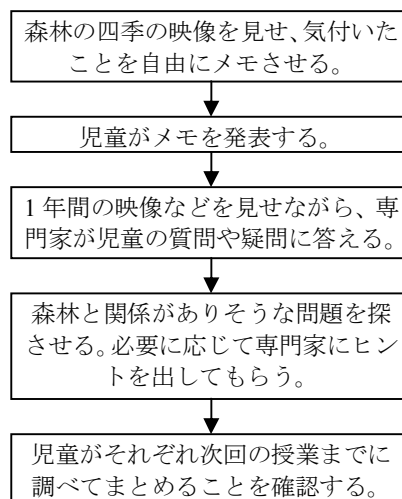 森林の四季の映像を見せ、気付いた
ことを自由にメモさせる。
児童がメモを発表する。
1 年間の映像などを見せながら、専
門家が児童の質問や疑問に答える。
森林と関係がありそうな問題を探
させる。必要に応じて専門家にヒン
トを出してもらう。
児童がそれぞれ次回の授業までに
調べてまとめることを確認する。